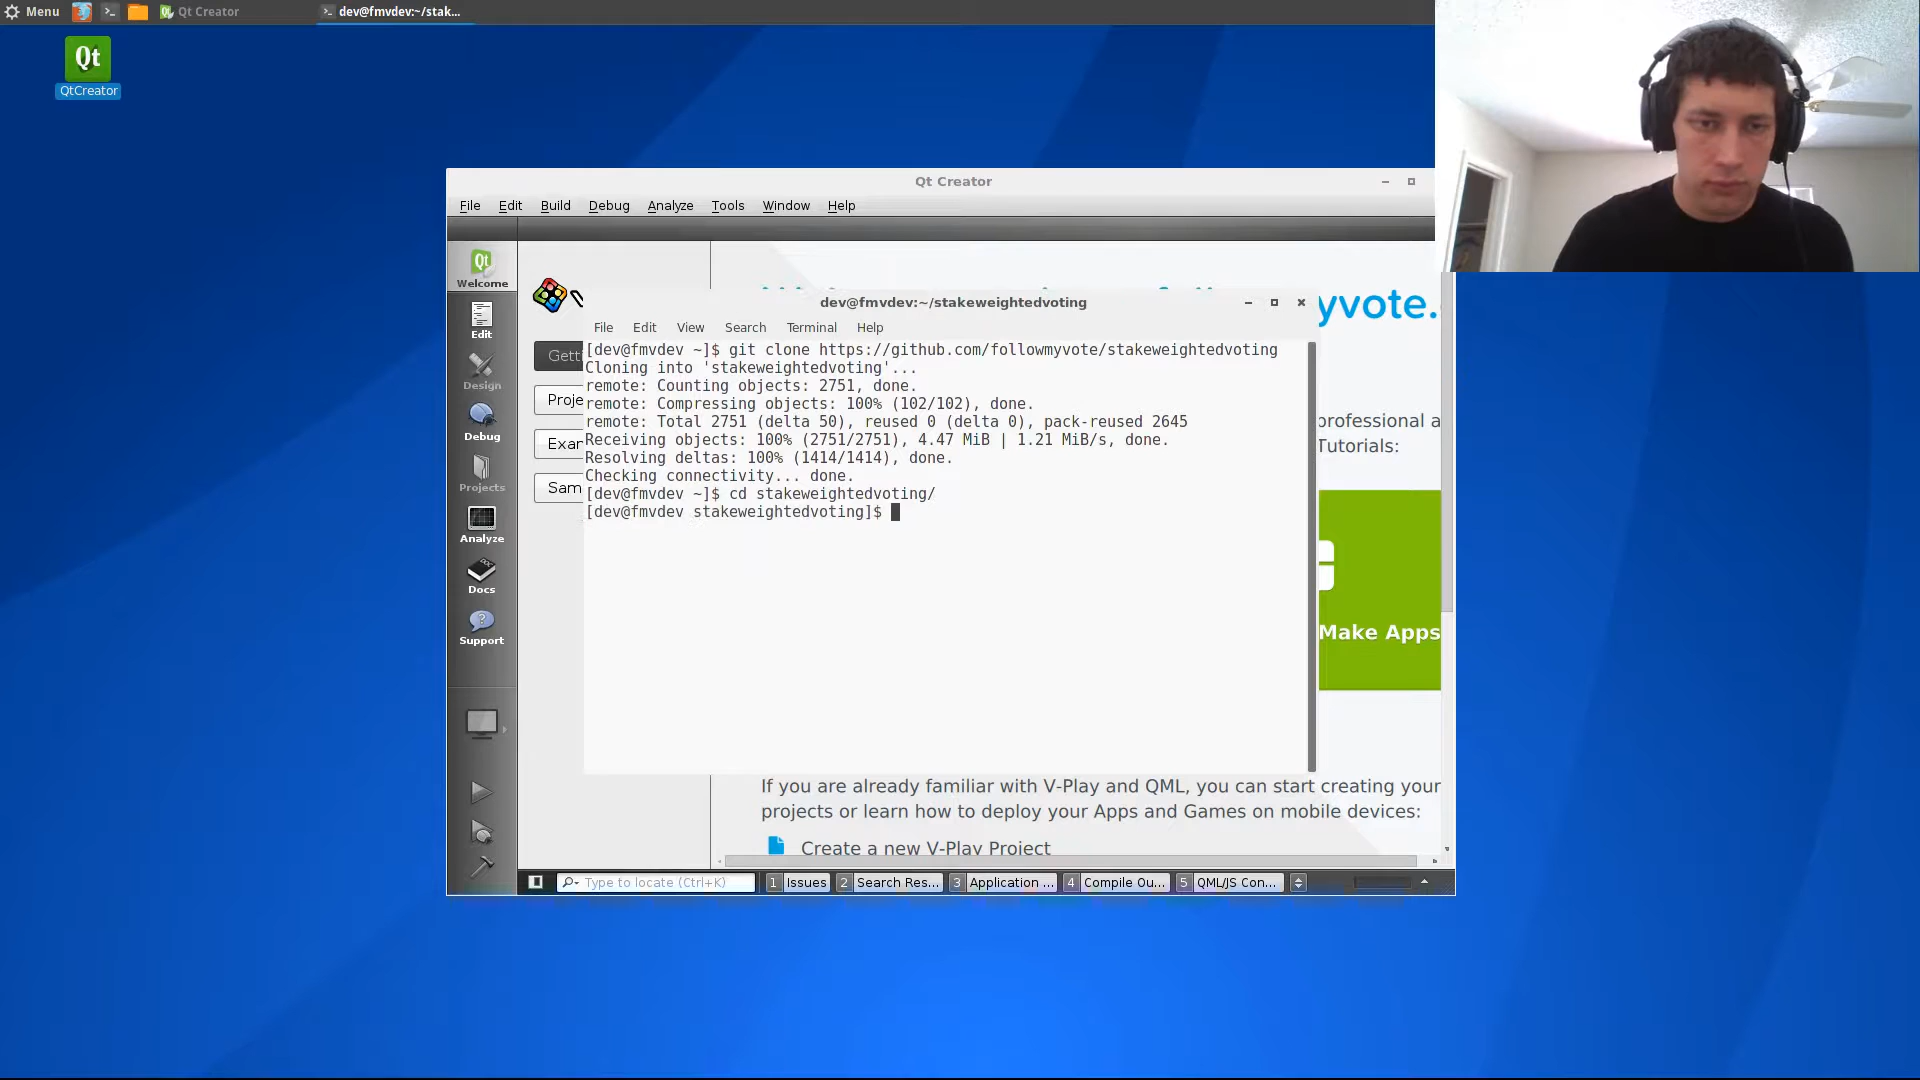 Menu
Qt Creator
dev@fmvdev:~/stak...
Qt
QtCreator
Qt Creator
File Edit Build Debug Analyze Tools Window Help
Qt
Welcome
Edit
Design
Debug
Projects
Analyze
DOC
Docs
Support
Getti
Proje
Exam
Sam
yvote.
professional a
Tutorials:
Make Apps
dev@fmvdev:~/stakeweightedvoting
File Edit View Search Terminal Help
[dev@fmvdev ~]$ git clone https://github.com/followmyvote/stakeweightedvoting
Cloning into 'stakeweightedvoting'...
remote: Counting objects: 2751, done.
remote: Compressing objects: 100% (102/102), done.
remote: Total 2751 (delta 50), reused 0 (delta 0), pack-reused 2645
Receiving objects: 100% (2751/2751), 4.47 MiB | 1.21 MiB/s, done.
Resolving deltas: 100% (1414/1414), done.
Checking connectivity... done.
[dev@fmvdev ~]$ cd stakeweightedvoting/
[dev@fmvdev stakeweightedvoting]$
If you are already familiar with V-Play and QML, you can start creating your
projects or learn how to deploy your Apps and Games on mobile devices:
Create a new V-Play Project
Type to locate (Ctrl+K)
1 Issues 2 Search Res... 3 Application ... 4 Compile Ou... 5 QML/JS Con...